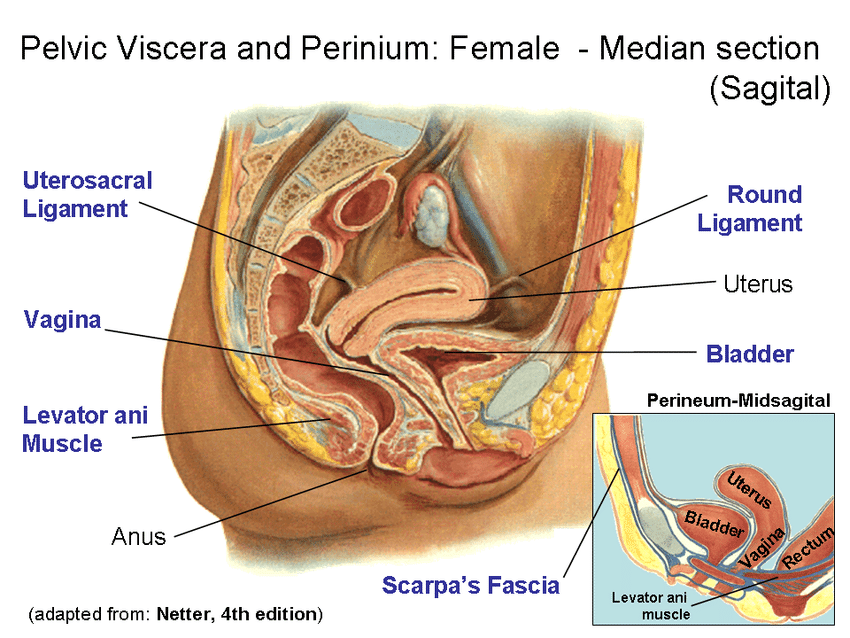 Pelvic Viscera and Perinium: Female - Median section
(Sagital)
Uterosacral
Ligament
Round
Ligament
Uterus
Vagina
Bladder
Levator ani
Muscle
Perineum-Midsagital
Anus
Uterus
Bladder
Vagina
Rectum
Scarpa's Fascia
Levator ani
muscle
(adapted from: Netter, 4th edition)